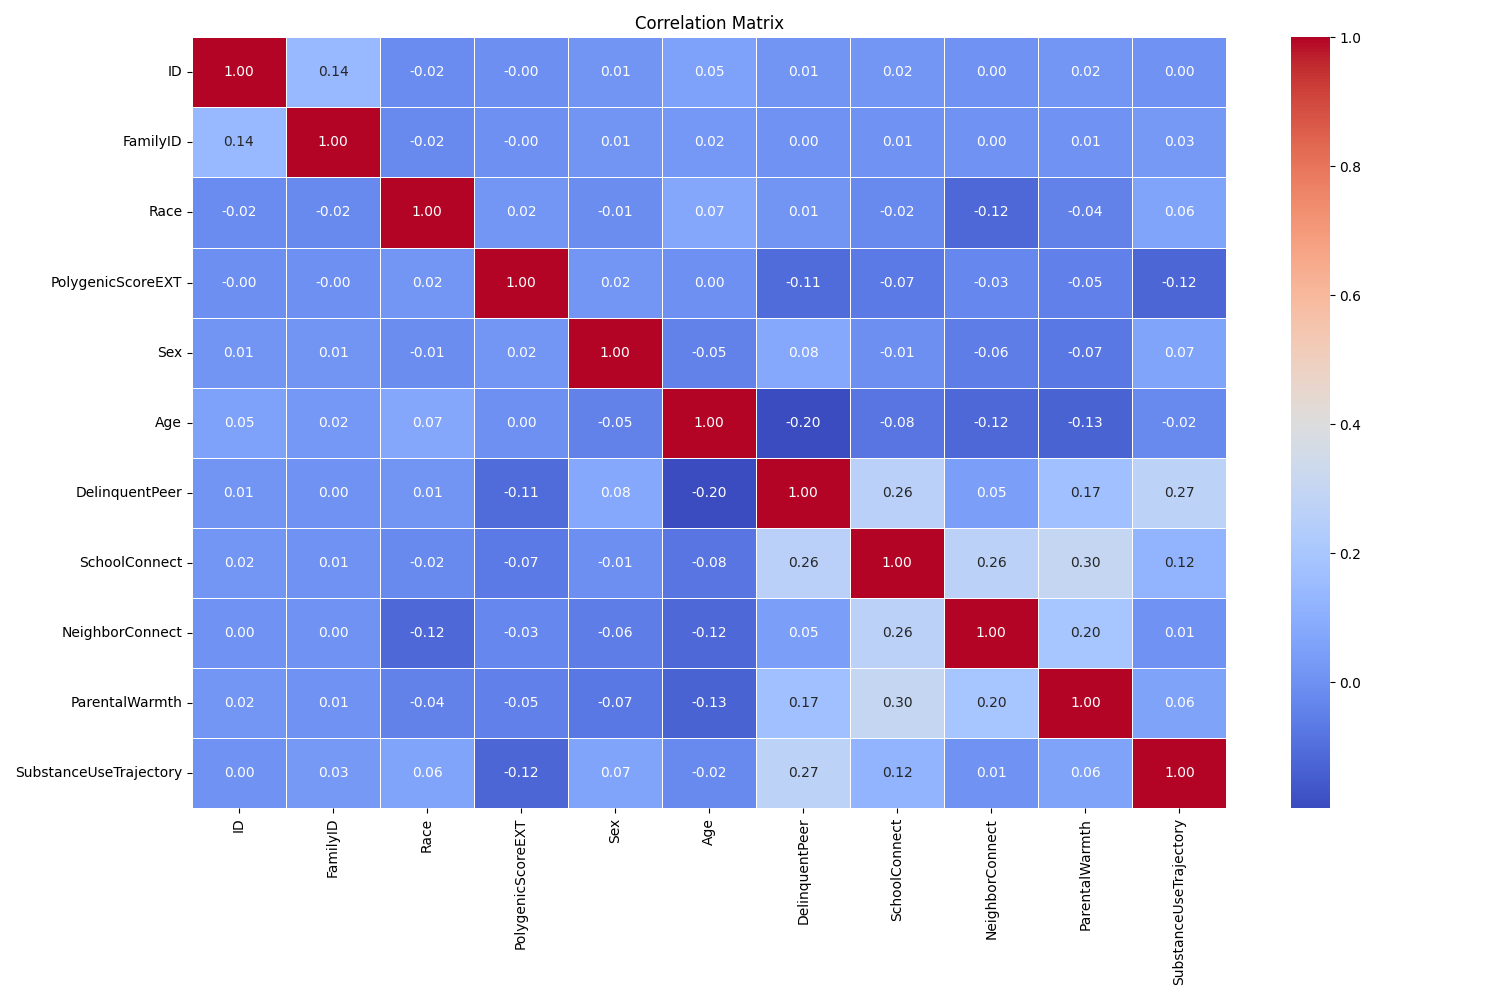 Correlation Matrix
ID 1.00 0.14 -0.02 -0.00 0.01 0.05 0.01 0.02 0.00 0.02 0.00
FamilyID 0.14 1.00 -0.02 -0.00 0.01 0.02 0.00 0.01 0.00 0.01 0.03
Race -0.02 -0.02 1.00 0.02 -0.01 0.07 0.01 -0.02 -0.12 -0.04 0.06
PolygenicScoreEXT -0.00 -0.00 0.02 1.00 0.02 0.00 -0.11 -0.07 -0.03 -0.05 -0.12
Sex 0.01 0.01 -0.01 0.02 1.00 -0.05 0.08 -0.01 -0.06 -0.07 0.07
Age 0.05 0.02 0.07 0.00 -0.05 1.00 -0.20 -0.08 -0.12 -0.13 -0.02
DelinquentPeer 0.01 0.00 0.01 -0.11 0.08 -0.20 1.00 0.26 0.05 0.17 0.27
SchoolConnect 0.02 0.01 -0.02 -0.07 -0.01 -0.08 0.26 1.00 0.26 0.30 0.12
NeighborConnect 0.00 0.00 -0.12 -0.03 -0.06 -0.12 0.05 0.26 1.00 0.20 0.01
ParentalWarmth 0.02 0.01 -0.04 -0.05 -0.07 -0.13 0.17 0.30 0.20 1.00 0.06
SubstanceUseTrajectory 0.00 0.03 0.06 -0.12 0.07 -0.02 0.27 0.12 0.01 0.06 1.00
ID
FamilyID
Race
PolygenicScoreEXT
Sex
Age
DelinquentPeer
SchoolConnect
NeighborConnect
ParentalWarmth
SubstanceUseTrajectory
1.0
0.8
0.6
0.4
0.2
0.0